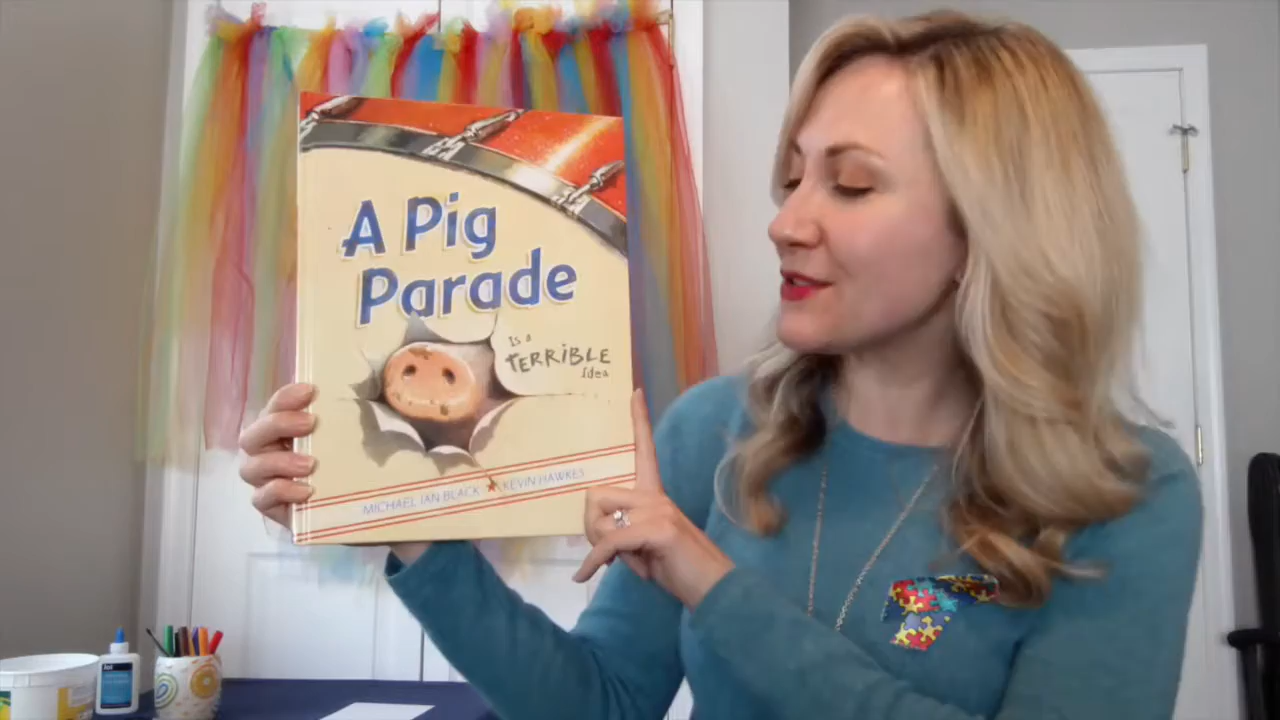 A Pig
Parade
Is a
TERRiBLE
Idea
MICHAEL IAN BLACK ★ KEVIN HAWKES